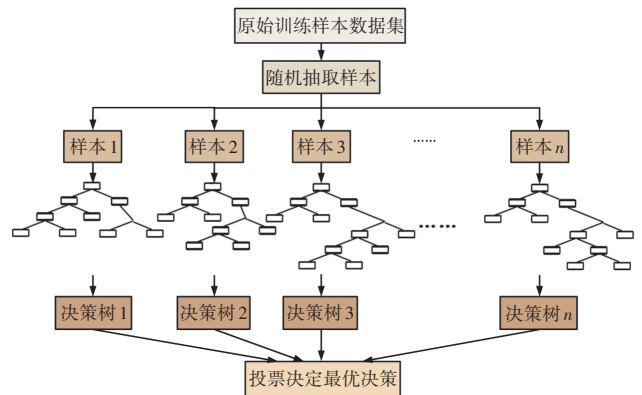 原始训练样本数据集
随机抽取样本
样本1
样本2
样本3
……
样本n
……
决策树1
决策树2
决策树3
决策树n
投票决定最优决策